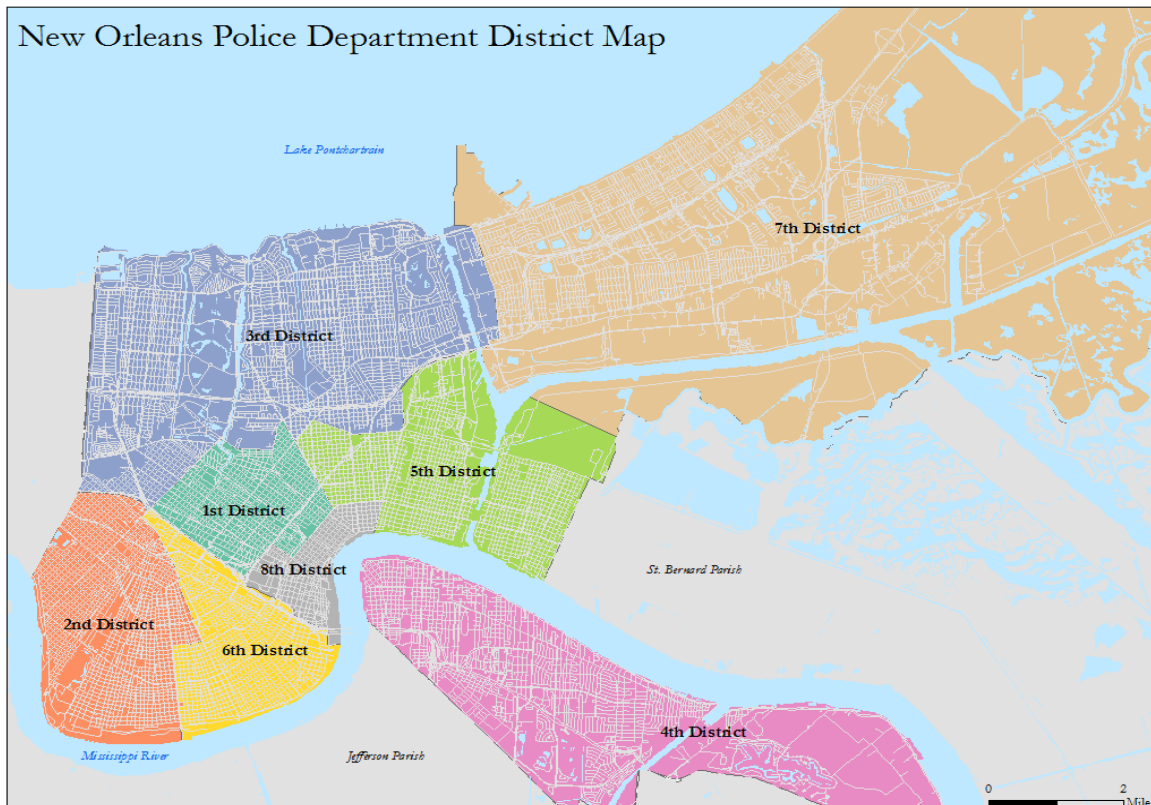 New Orleans Police Department District Map
Lake Pontchartrain
7th District
3rd District
5th District
1st District
8th District
St. Bernard Parish
2nd District
6th District
4th District
Mississippi River
Jefferson Parish
0 2
Mile